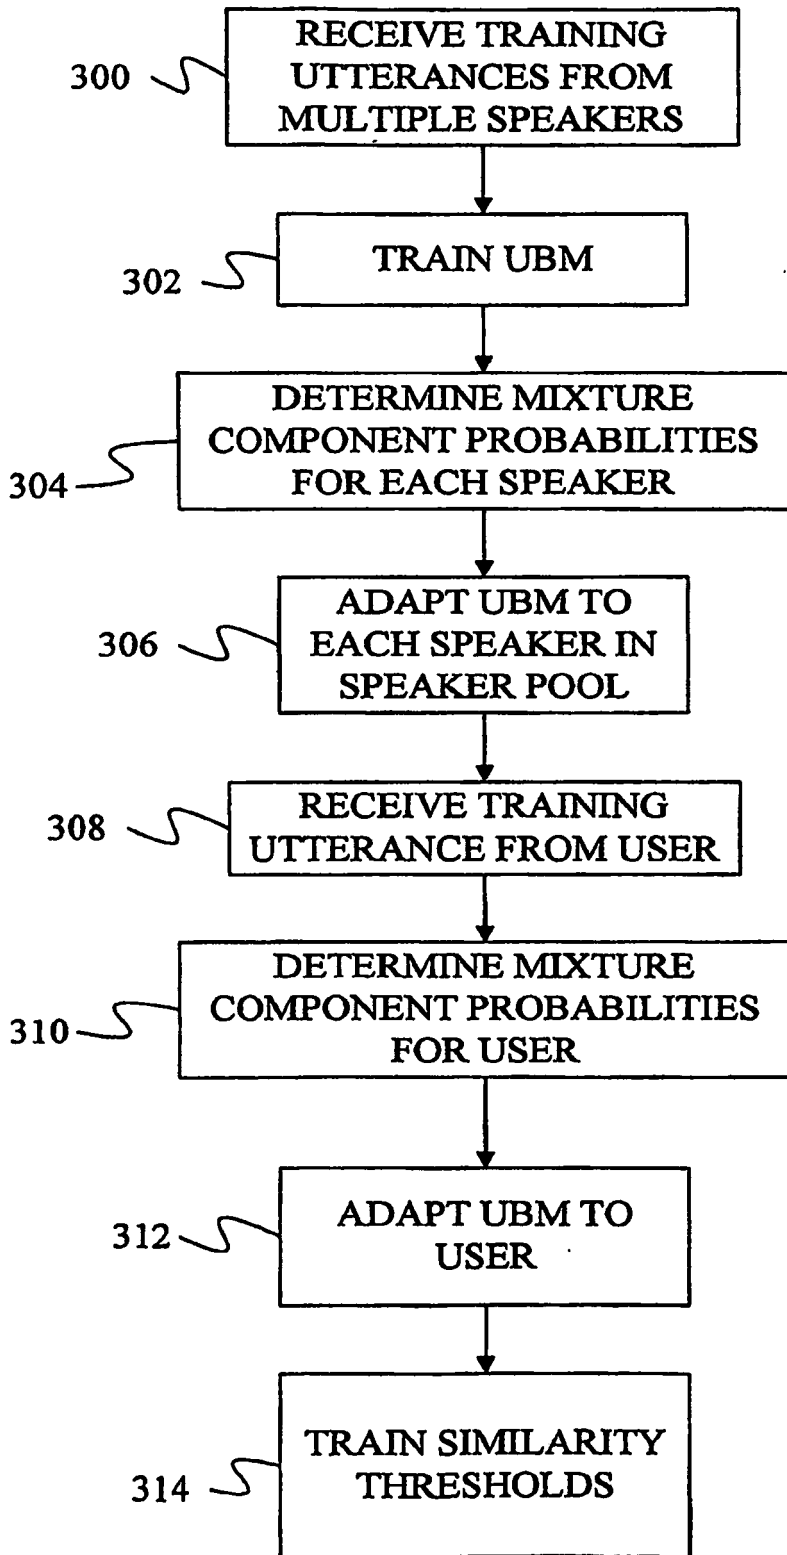 RECEIVE TRAINING
UTTERANCES FROM
MULTIPLE SPEAKERS
300
TRAIN UBM
302
DETERMINE MIXTURE
COMPONENT PROBABILITIES
FOR EACH SPEAKER
304
ADAPT UBM TO
EACH SPEAKER IN
SPEAKER POOL
306
RECEIVE TRAINING
UTTERANCE FROM USER
308
DETERMINE MIXTURE
COMPONENT PROBABILITIES
FOR USER
310
ADAPT UBM TO
USER
312
TRAIN SIMILARITY
THRESHOLDS
314